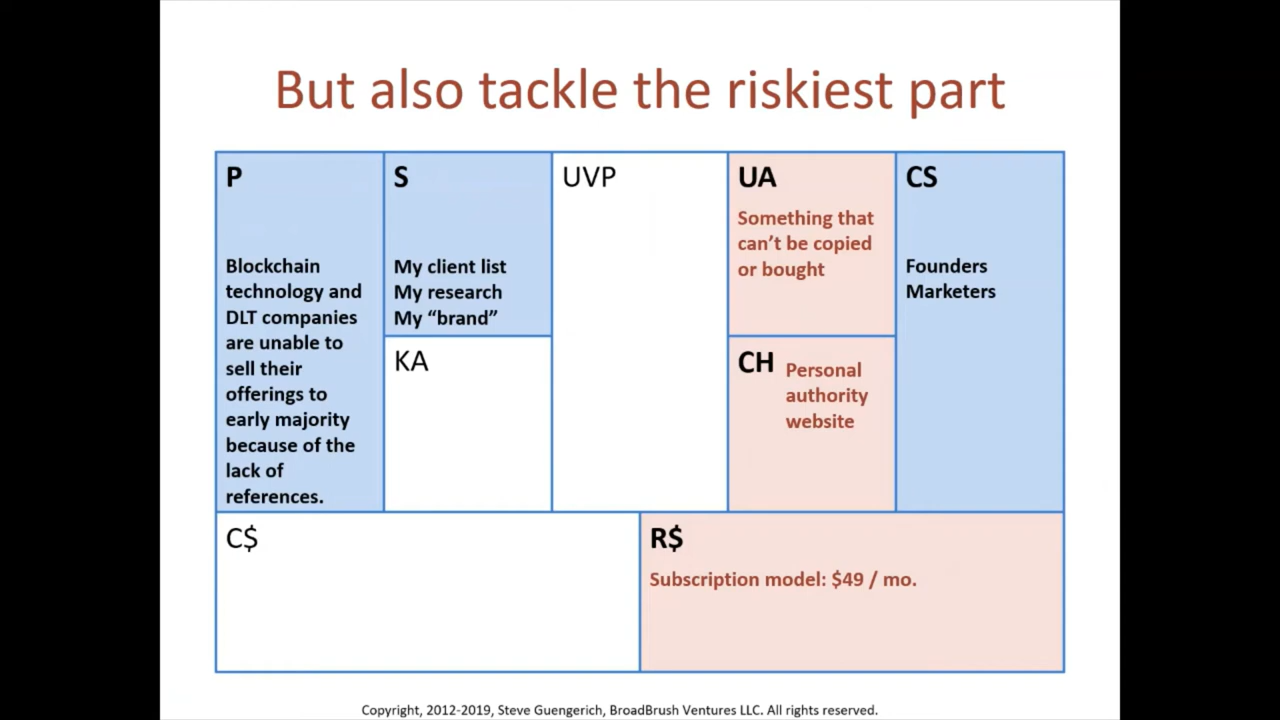 But also tackle the riskiest part
P
Blockchain
technology and
DLT companies
are unable to
sell their
offerings to
early majority
because of the
lack of
references.
S
My client list
My research
My “brand”
KA
UVP
UA
Something that
can’t be copied
or bought
CH
Personal
authority
website
CS
Founders
Marketers
C$
R$
Subscription model: $49 / mo.
Copyright, 2012-2019, Steve Guengerich, BroadBrush Ventures LLC. All rights reserved.